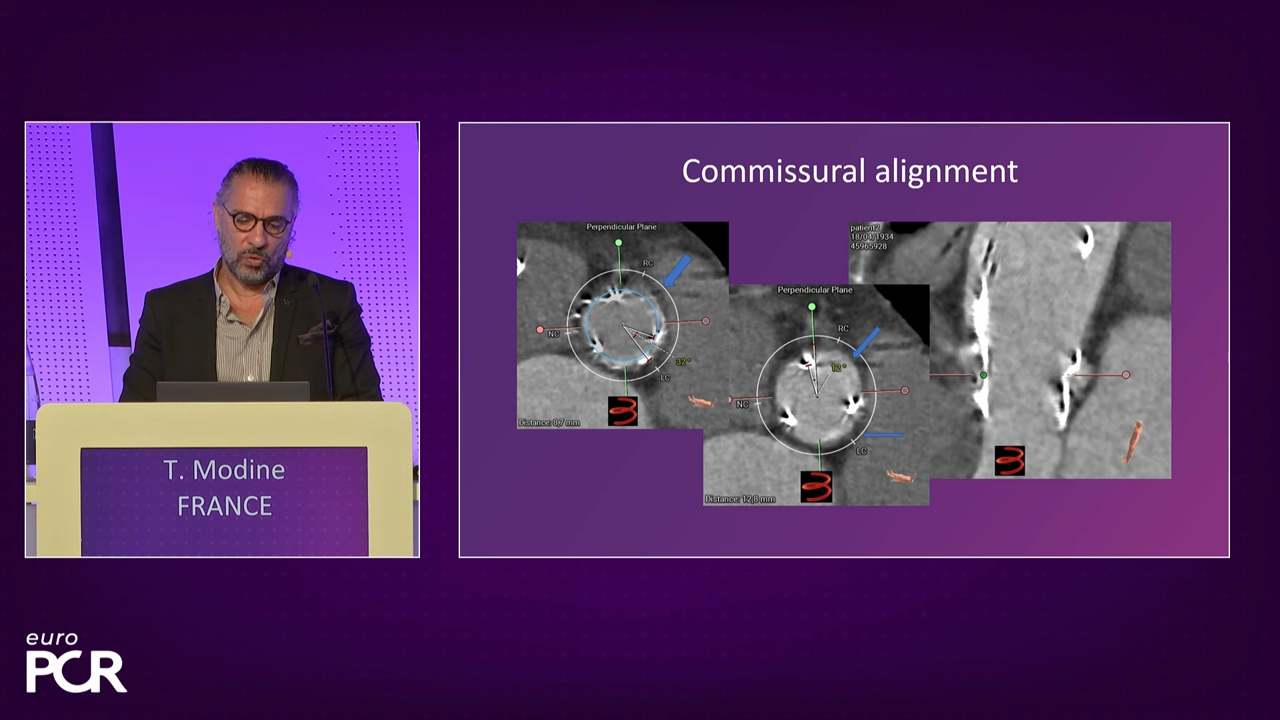 Commissural alignment
Perpendicular Plane
RC
NC
32°
LC
Distance: 8,7 mm
Perpendicular Plane
RC
12°
NC
LC
Distance: 12,8 mm
patient2
18/04/1934
45965928
T. Modine
FRANCE
euro
PCR